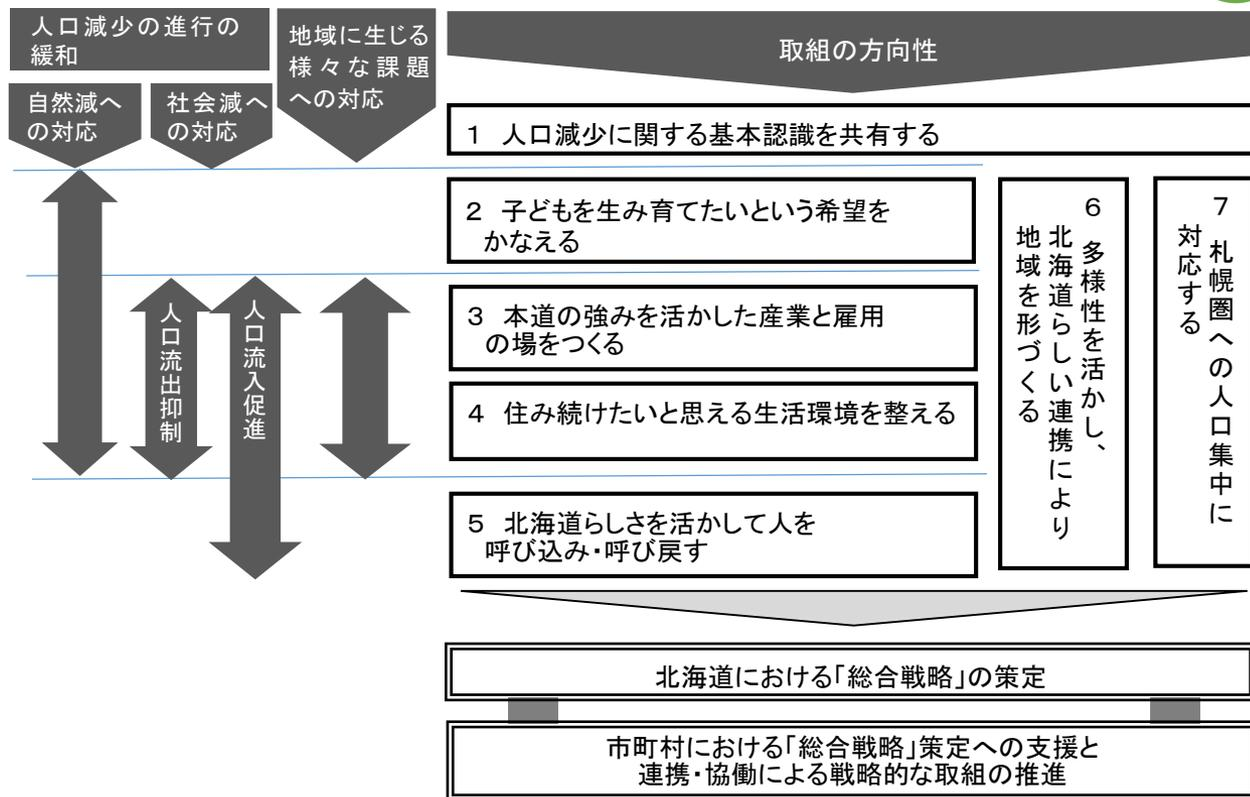 人口減少の進行の
緩和
地域に生じる
様々な課題
への対応
取組の方向性
自然減へ
の対応
社会減へ
の対応
1 人口減少に関する基本認識を共有する
2 子どもを生み育てたいという希望を
かなえる
3 本道の強みを活かした産業と雇用
の場をつくる
4 住み続けたいと思える生活環境を整える
5 北海道らしさを活かして人を
呼び込み・呼び戻す
6 多様性を活かし、
北海道らしい連携により
地域を形づくる
7 札幌圏への人口集中に
対応する
人口流出抑制
人口流入促進
北海道における「総合戦略」の策定
市町村における「総合戦略」策定への支援と
連携・協働による戦略的な取組の推進